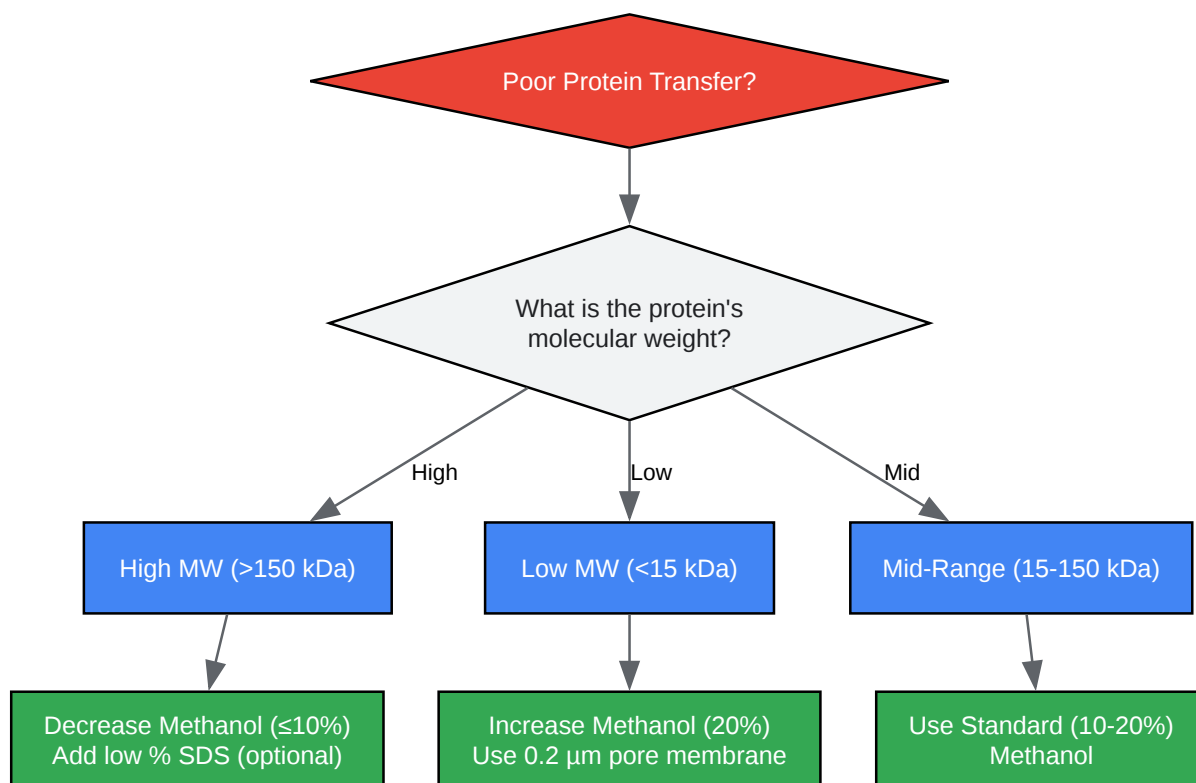 Poor Protein Transfer?
What is the protein's
molecular weight?
High
Low
Mid
High MW (>150 kDa)
Low MW (<15 kDa)
Mid-Range (15-150 kDa)
Decrease Methanol (≤10%)
Add low % SDS (optional)
Increase Methanol (20%)
Use 0.2 µm pore membrane
Use Standard (10-20%)
Methanol